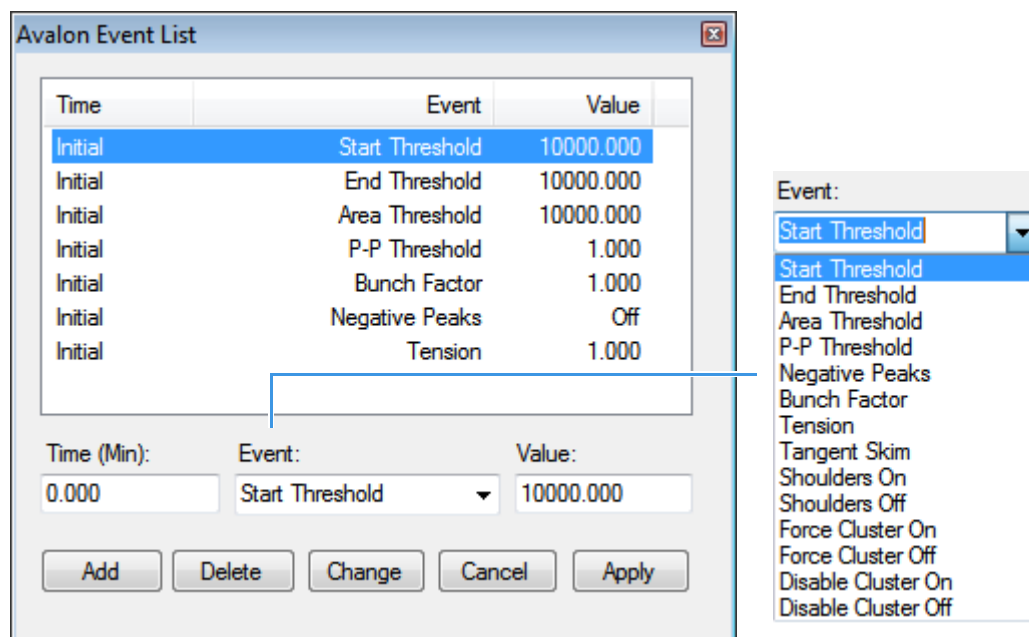 Avalon Event List
Time Event Value
Initial Start Threshold 10000.000
Initial End Threshold 10000.000
Initial Area Threshold 10000.000
Initial P-P Threshold 1.000
Initial Bunch Factor 1.000
Initial Negative Peaks Off
Initial Tension 1.000
Time (Min): Event: Value:
0.000 Start Threshold 10000.000
Add Delete Change Cancel Apply
Event:
Start Threshold
Start Threshold
End Threshold
Area Threshold
P-P Threshold
Negative Peaks
Bunch Factor
Tension
Tangent Skim
Shoulders On
Shoulders Off
Force Cluster On
Force Cluster Off
Disable Cluster On
Disable Cluster Off